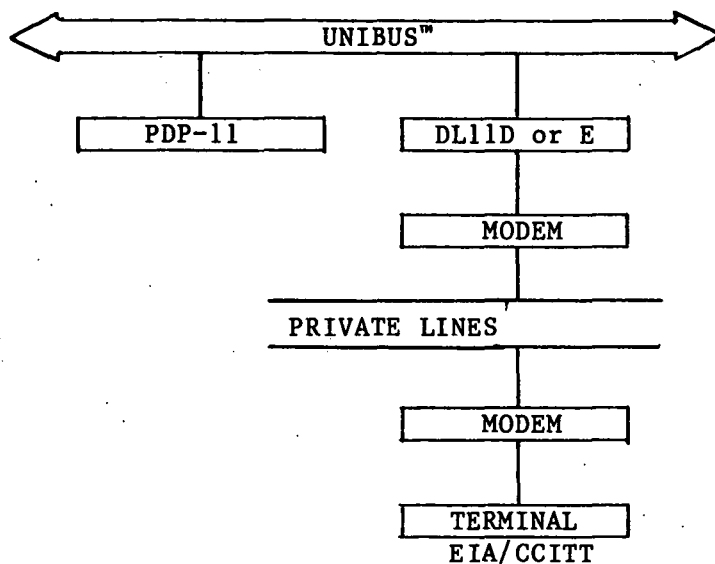 UNIBUS™
PDP-11
DL11D or E
MODEM
PRIVATE LINES
MODEM
TERMINAL
EIA/CCITT